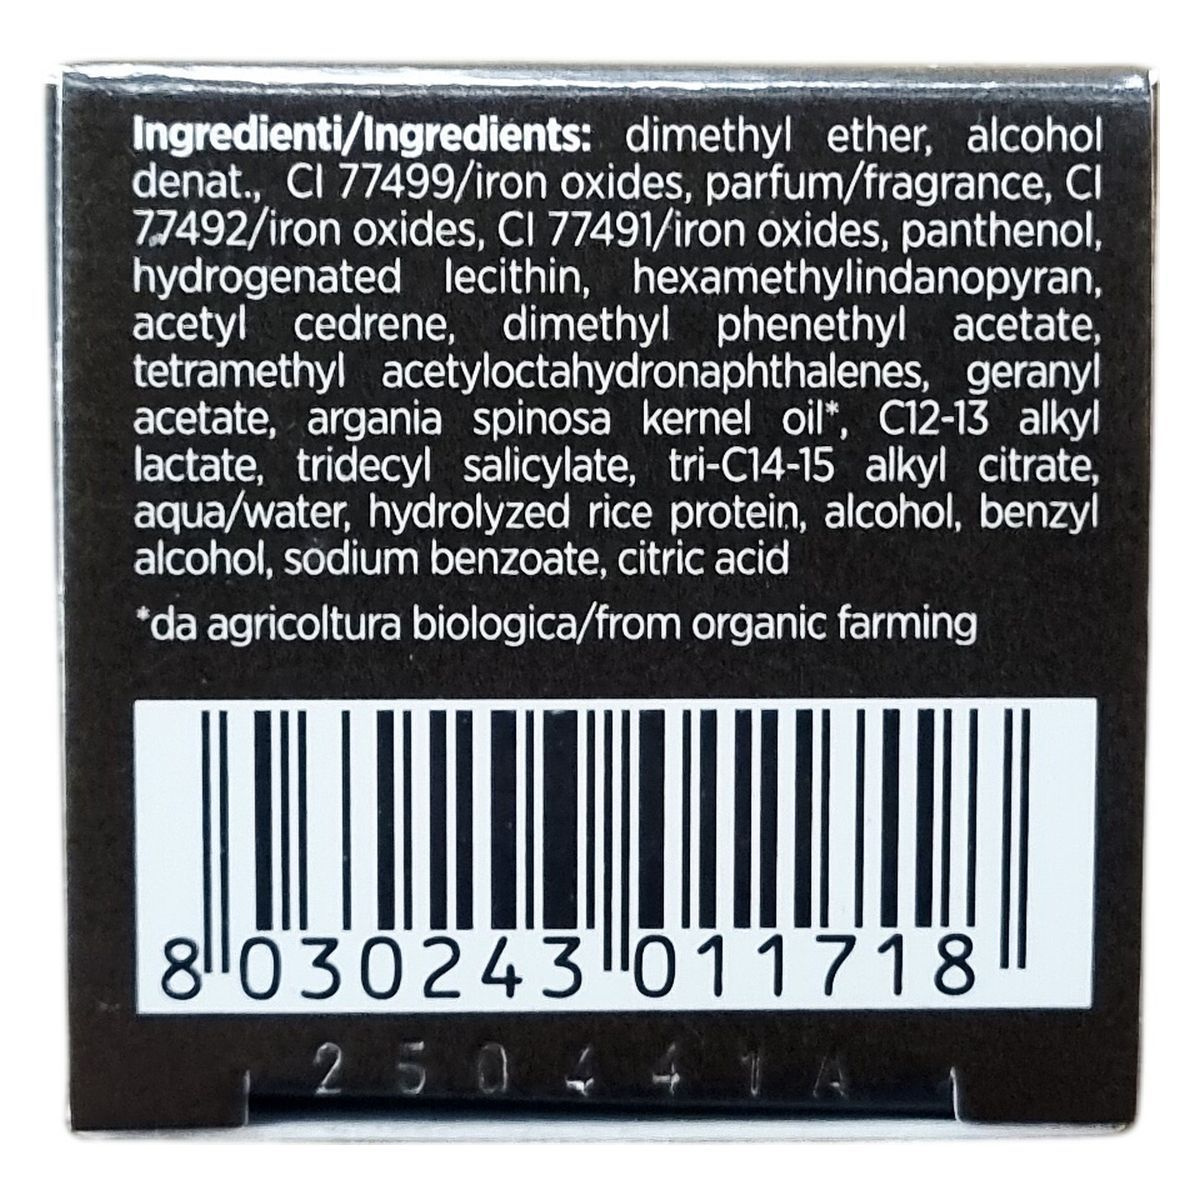 Ingredienti/Ingredients: dimethyl ether, alcohol
denat., CI 77499/iron oxides, parfum/fragrance, CI
77492/iron oxides, CI 77491/iron oxides, panthenol,
hydrogenated lecithin, hexamethylindanopyran,
acetyl cedrene, dimethyl phenethyl acetate,
tetramethyl acetyloctahydronaphthalenes, geranyl
acetate, argania spinosa kernel oil*, C12-13 alkyl
lactate, tridecyl salicylate, tri-C14-15 alkyl citrate,
aqua/water, hydrolyzed rice protein, alcohol, benzyl
alcohol, sodium benzoate, citric acid
*da agricoltura biologica/from organic farming
8 030243 011718
250441A